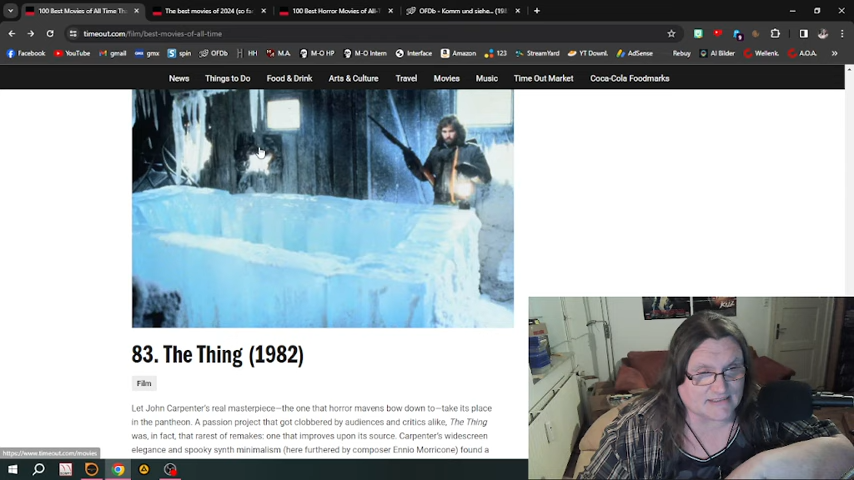 100 Best Movies of All Time Th
The best movies of 2024 (so fa
100 Best Horror Movies of All-T
OFDb - Komm und siehe... (198
timeout.com/film/best-movies-of-all-time
Facebook
YouTube
gmail
gmx
spin
OFDb
HH
M.A.
M-O HP
M-O Intern
Interface
Amazon
123
StreamYard
YT Downl.
AdSense
Rebuy
AI Bilder
Wellenk.
A.O.A.
News
Things to Do
Food & Drink
Arts & Culture
Travel
Movies
Music
Time Out Market
Coca-Cola Foodmarks
83. The Thing (1982)
Film
Let John Carpenter's real masterpiece—the one that horror mavens bow down to—take its place
in the pantheon. A passion project that got clobbered by audiences and critics alike, The Thing
was, in fact, that rarest of remakes: one that improves upon its source. Carpenter's widescreen
elegance and spooky synth minimalism (here furthered by composer Ennio Morricone) found a
https://www.timeout.com/movies